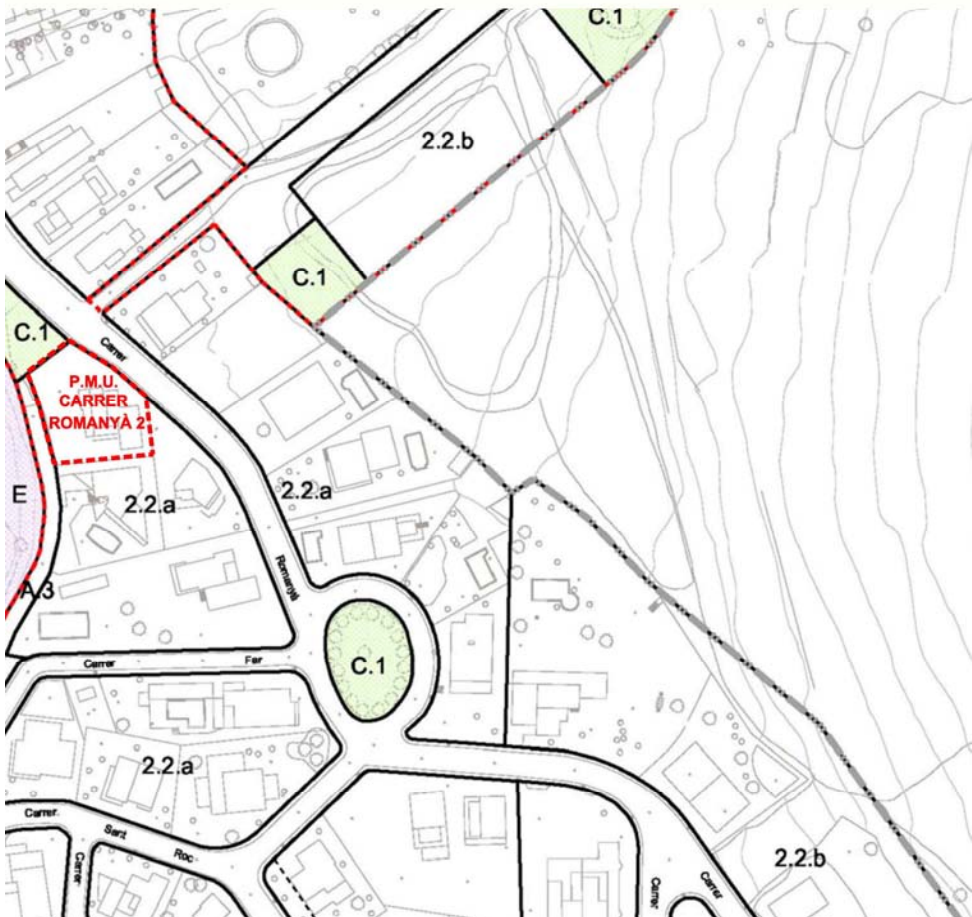 C.1
2.2.b
C.1
C.1
Carrer
P.M.U.
CARRER
ROMANYÀ 2
E
2.2.a
2.2.a
A.3
Romanyà
C.1
Carrer Far
2.2.a
Carrer
Sant
Roc
Carrer
2.2.b
Carrer
Carrer